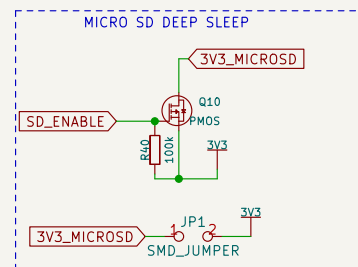 MICRO SD DEEP SLEEP
3V3_MICROSD
Q10
SD_ENABLE
PMOS
R40
100k
3V3
3V3
JP1
3V3_MICROSD
1
2
SMD_JUMPER